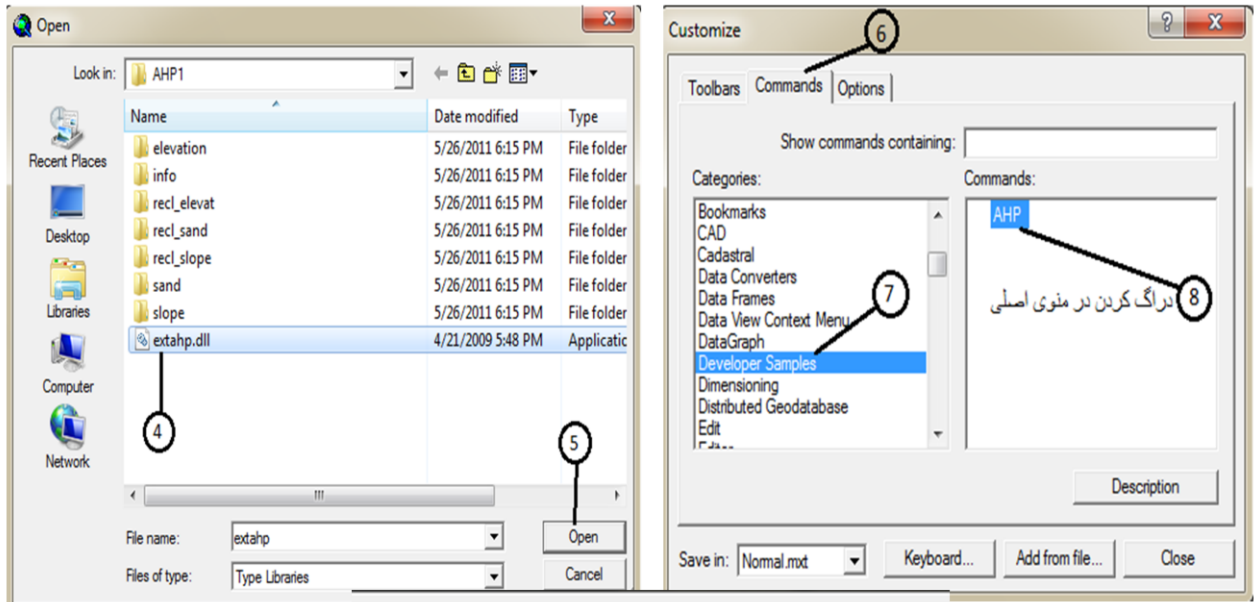 Open
Look in:
AHP1
Name
Date modified
Type
Recent Places
Desktop
Libraries
Computer
Network
elevation
5/26/2011 6:15 PM
File folder
info
5/26/2011 6:15 PM
File folder
recl_elevat
5/26/2011 6:15 PM
File folder
recl_sand
5/26/2011 6:15 PM
File folder
recl_slope
5/26/2011 6:15 PM
File folder
sand
5/26/2011 6:15 PM
File folder
slope
5/26/2011 6:15 PM
File folder
extahp.dll
4/21/2009 5:48 PM
Applicatic
4
5
File name:
extahp
Open
Files of type:
Type Libraries
Cancel
Customize
6
Toolbars
Commands
Options
Show commands containing:
Categories:
Commands:
Bookmarks
CAD
Cadastral
Data Converters
Data Frames
Data View Context Menu
DataGraph
Developer Samples
Dimensioning
Distributed Geodatabase
Edit
7
AHP
8
دراگ کردن در منوی اصلی
Description
Save in:
Normal.mxt
Keyboard...
Add from file...
Close